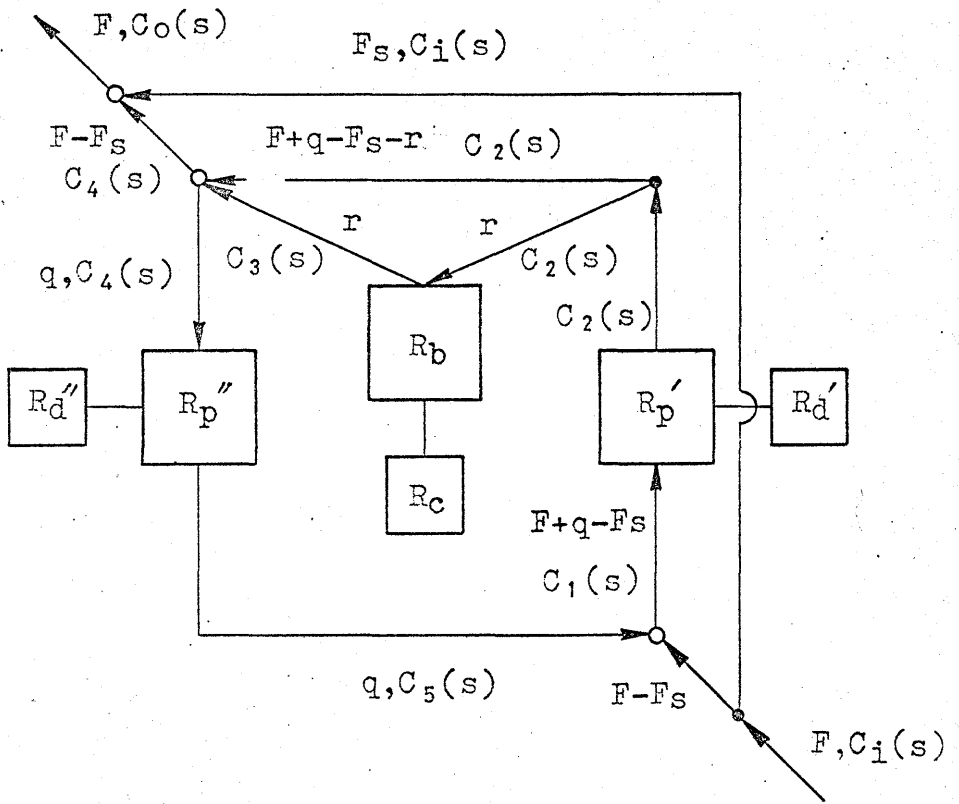 F,Co(s)
Fs,Ci(s)
F-Fs
F+q-Fs-r
C₂(s)
C₄(s)
r
r
C₃(s)
C₂(s)
q,C₄(s)
C₂(s)
Rb
Rd″
Rp″
Rp′
Rd′
Rc
F+q-Fs
C₁(s)
q,C₅(s)
F-Fs
F,Ci(s)